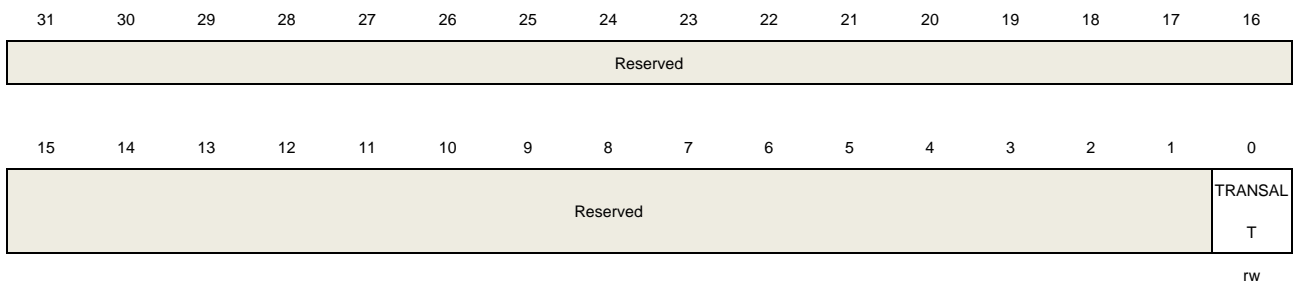 31 30 29 28 27 26 25 24 23 22 21 20 19 18 17 16
Reserved
15 14 13 12 11 10 9 8 7 6 5 4 3 2 1 0
Reserved
TRANSAL
T
rw